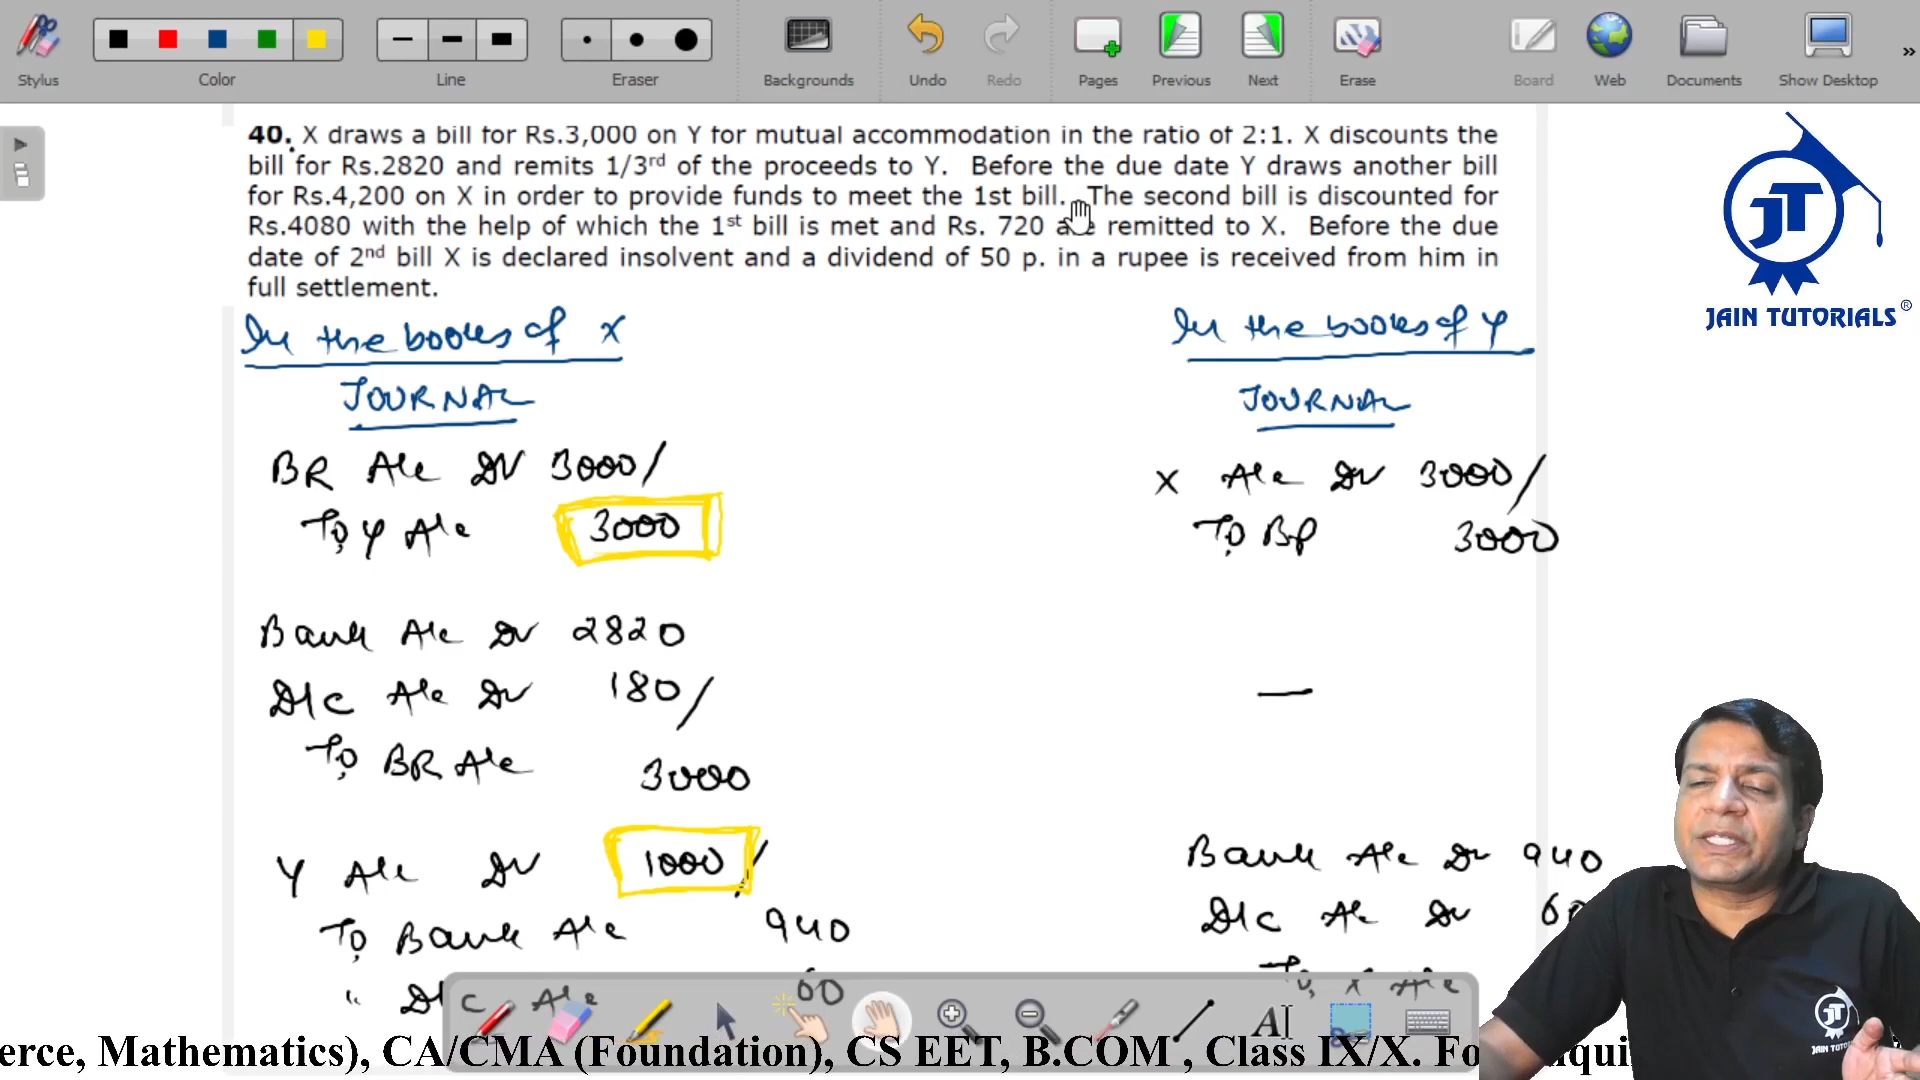 Stylus
Color
Line
Eraser
Backgrounds
Undo
Redo
Pages
Previous
Next
Erase
Board
Web
Documents
Show Desktop
»
40. X draws a bill for Rs.3,000 on Y for mutual accommodation in the ratio of 2:1. X discounts the
bill for Rs.2820 and remits 1/3rd of the proceeds to Y. Before the due date Y draws another bill
for Rs.4,200 on X in order to provide funds to meet the 1st bill. The second bill is discounted for
Rs.4080 with the help of which the 1st bill is met and Rs. 720 a e remitted to X. Before the due
date of 2nd bill X is declared insolvent and a dividend of 50 p. in a rupee is received from him in
full settlement.
JT
JAIN TUTORIALS®
In the books of X
In the books of Y
JOURNAL
JOURNAL
BR A/c Dr 3000/
X A/c Dr 3000/
To Y A/c 3000
To BP 3000
Bank A/c Dr 2820
D/c A/c Dr 180/
—
To BR A/c 3000
Y A/c Dr 1000/
Bank A/c Dr 940
To Bank A/c 940
D/c A/c Dr 60
" D/c A/c 60
To X A/c
JT
erce, Mathematics), CA/CMA (Foundation), CS EET, B.COM , Class IX/X. Fo nqui